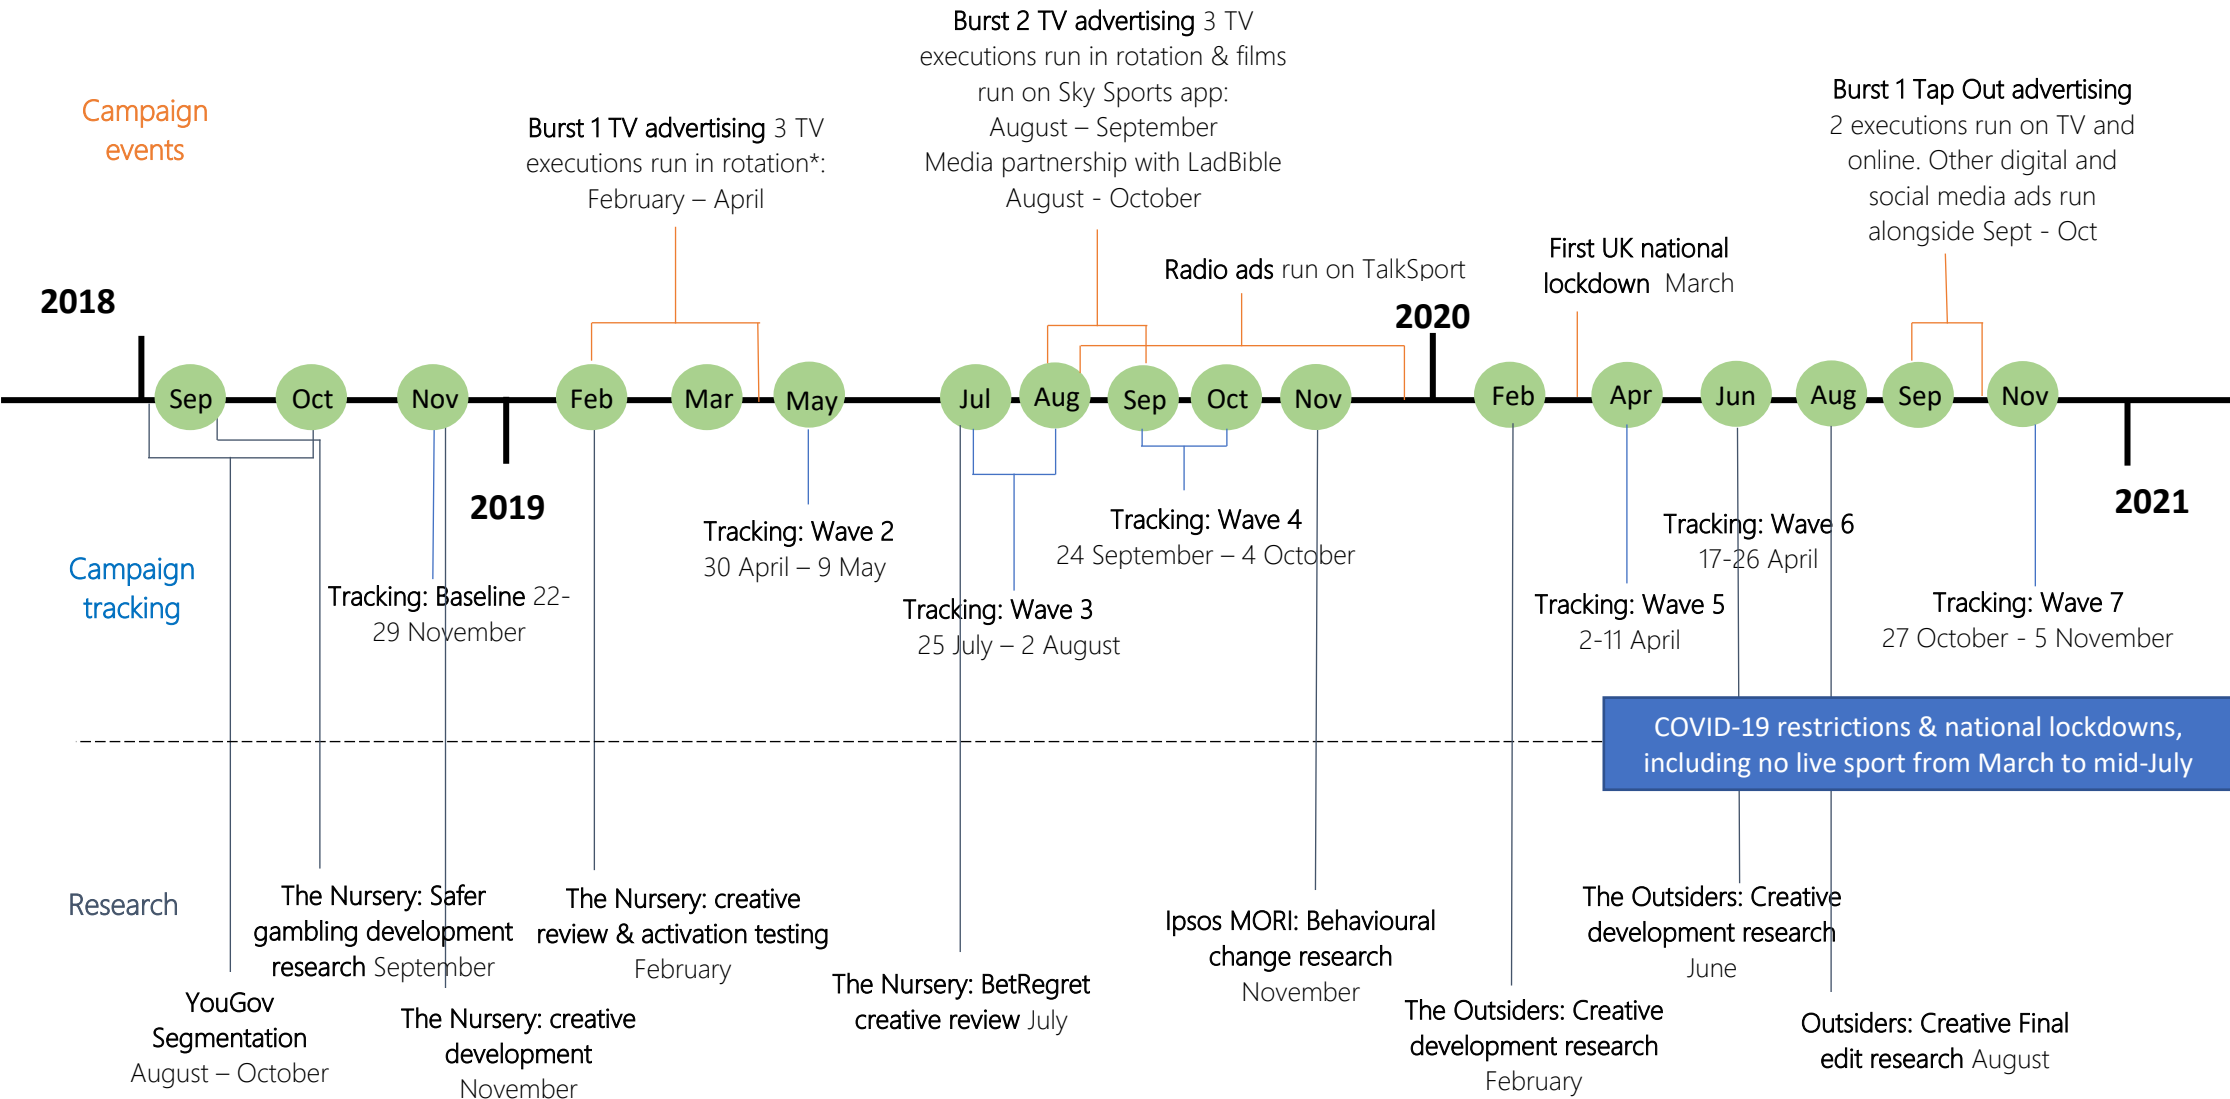 Campaign
events
Burst 1 TV advertising 3 TV
executions run in rotation*:
February – April
Burst 2 TV advertising 3 TV
executions run in rotation & films
run on Sky Sports app:
August – September
Media partnership with LadBible
August - October
Radio ads run on TalkSport
First UK national
lockdown March
Burst 1 Tap Out advertising
2 executions run on TV and
online. Other digital and
social media ads run
alongside Sept - Oct
2018
2020
Sep
Oct
Nov
Feb
Mar
May
Jul
Aug
Sep
Oct
Nov
Feb
Apr
Jun
Aug
Sep
Nov
2019
2021
Campaign
tracking
Tracking: Baseline 22-
29 November
Tracking: Wave 2
30 April – 9 May
Tracking: Wave 3
25 July – 2 August
Tracking: Wave 4
24 September – 4 October
Tracking: Wave 5
2-11 April
Tracking: Wave 6
17-26 April
Tracking: Wave 7
27 October - 5 November
COVID-19 restrictions & national lockdowns,
including no live sport from March to mid-July
Research
YouGov
Segmentation
August – October
The Nursery: Safer
gambling development
research September
The Nursery: creative
development
November
The Nursery: creative
review & activation testing
February
The Nursery: BetRegret
creative review July
Ipsos MORI: Behavioural
change research
November
The Outsiders: Creative
development research
February
The Outsiders: Creative
development research
June
Outsiders: Creative Final
edit research August